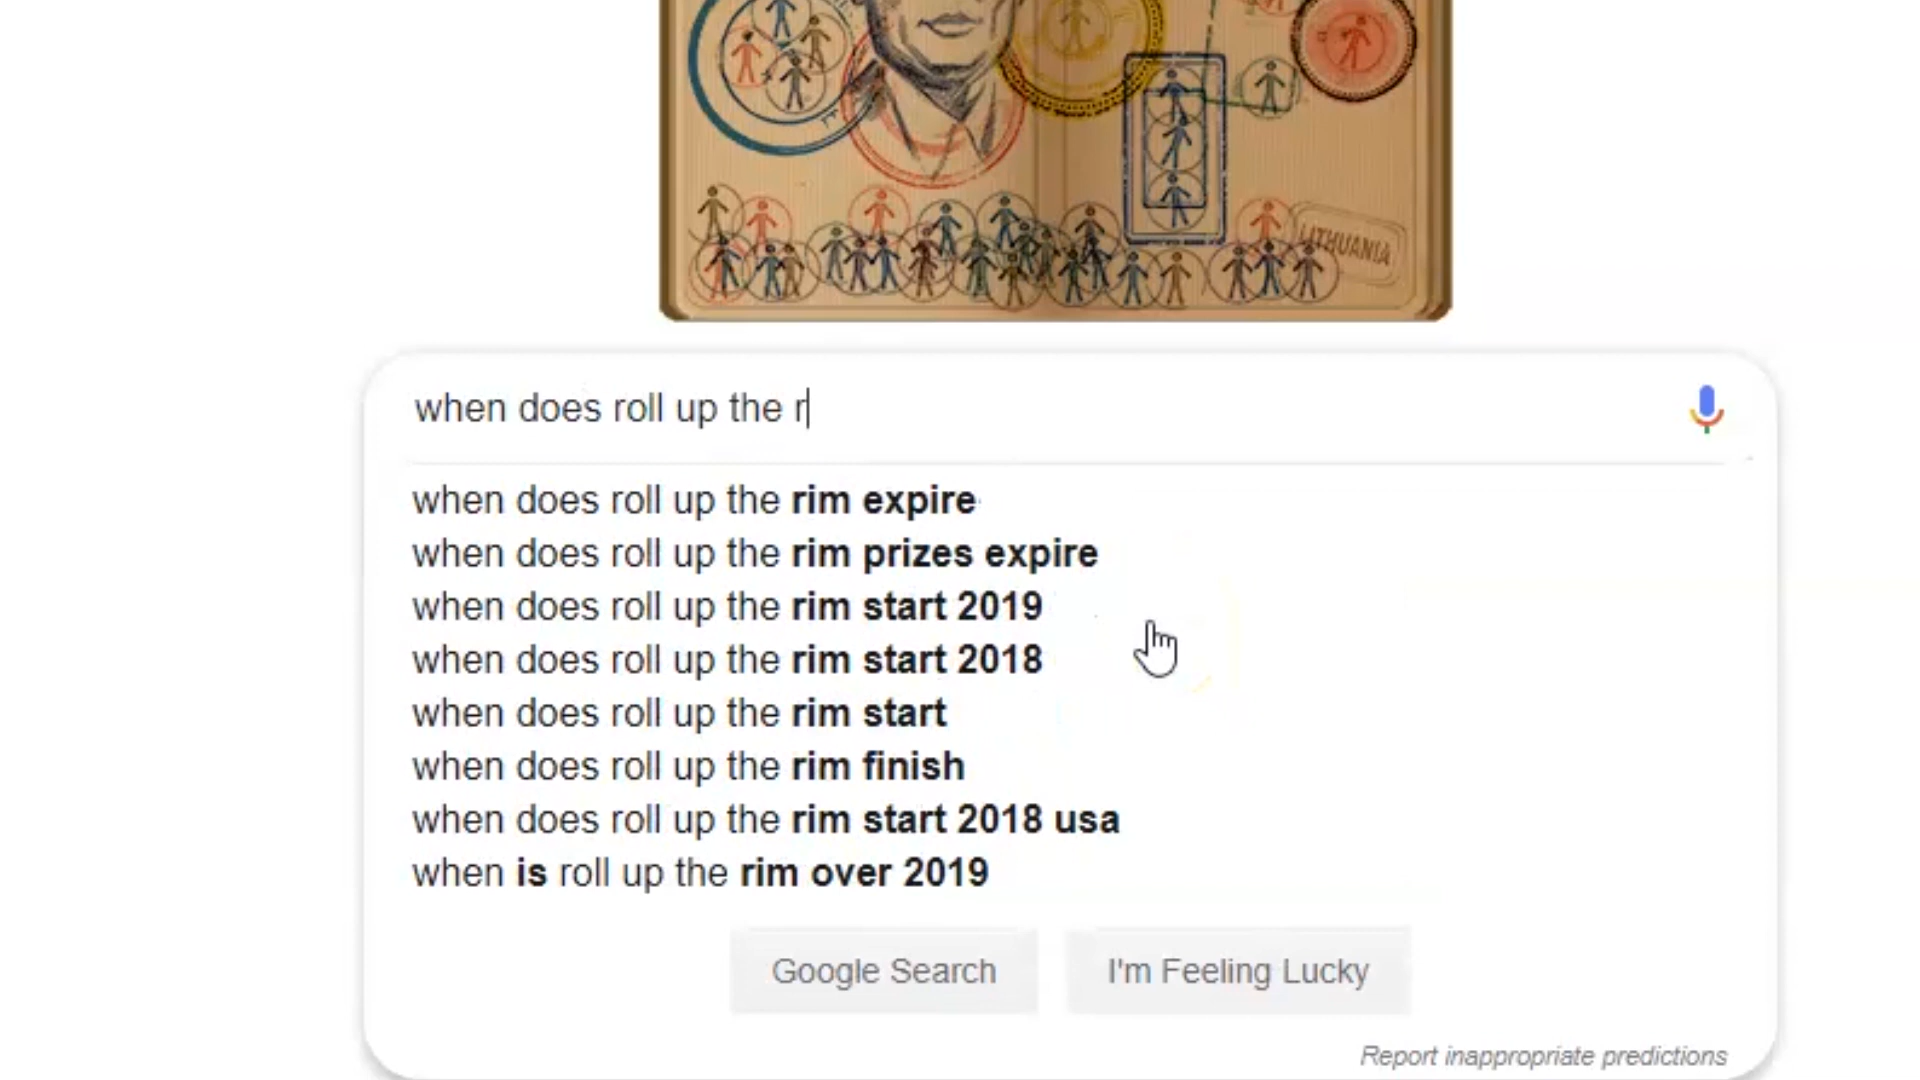 LITHUANIA
when does roll up the r
when does roll up the rim expire
when does roll up the rim prizes expire
when does roll up the rim start 2019
when does roll up the rim start 2018
when does roll up the rim start
when does roll up the rim finish
when does roll up the rim start 2018 usa
when is roll up the rim over 2019
Google Search
I'm Feeling Lucky
Report inappropriate predictions